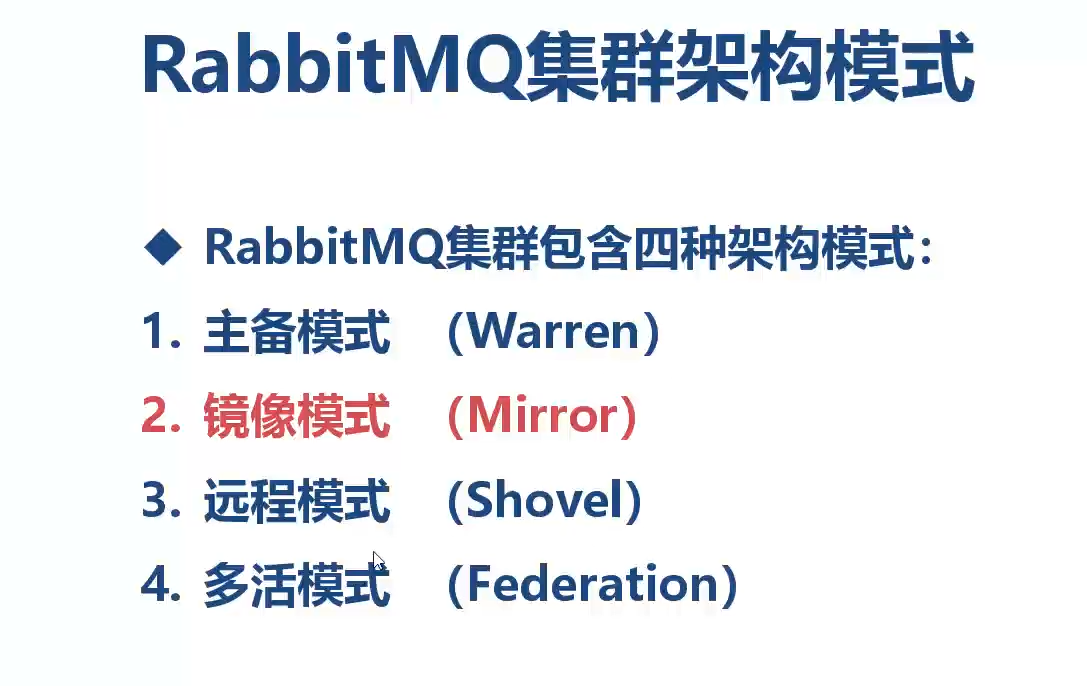 RabbitMQ集群架构模式
◆ RabbitMQ集群包含四种架构模式：
1. 主备模式 （Warren）
2. 镜像模式 （Mirror）
3. 远程模式 （Shovel）
4. 多活模式 （Federation）